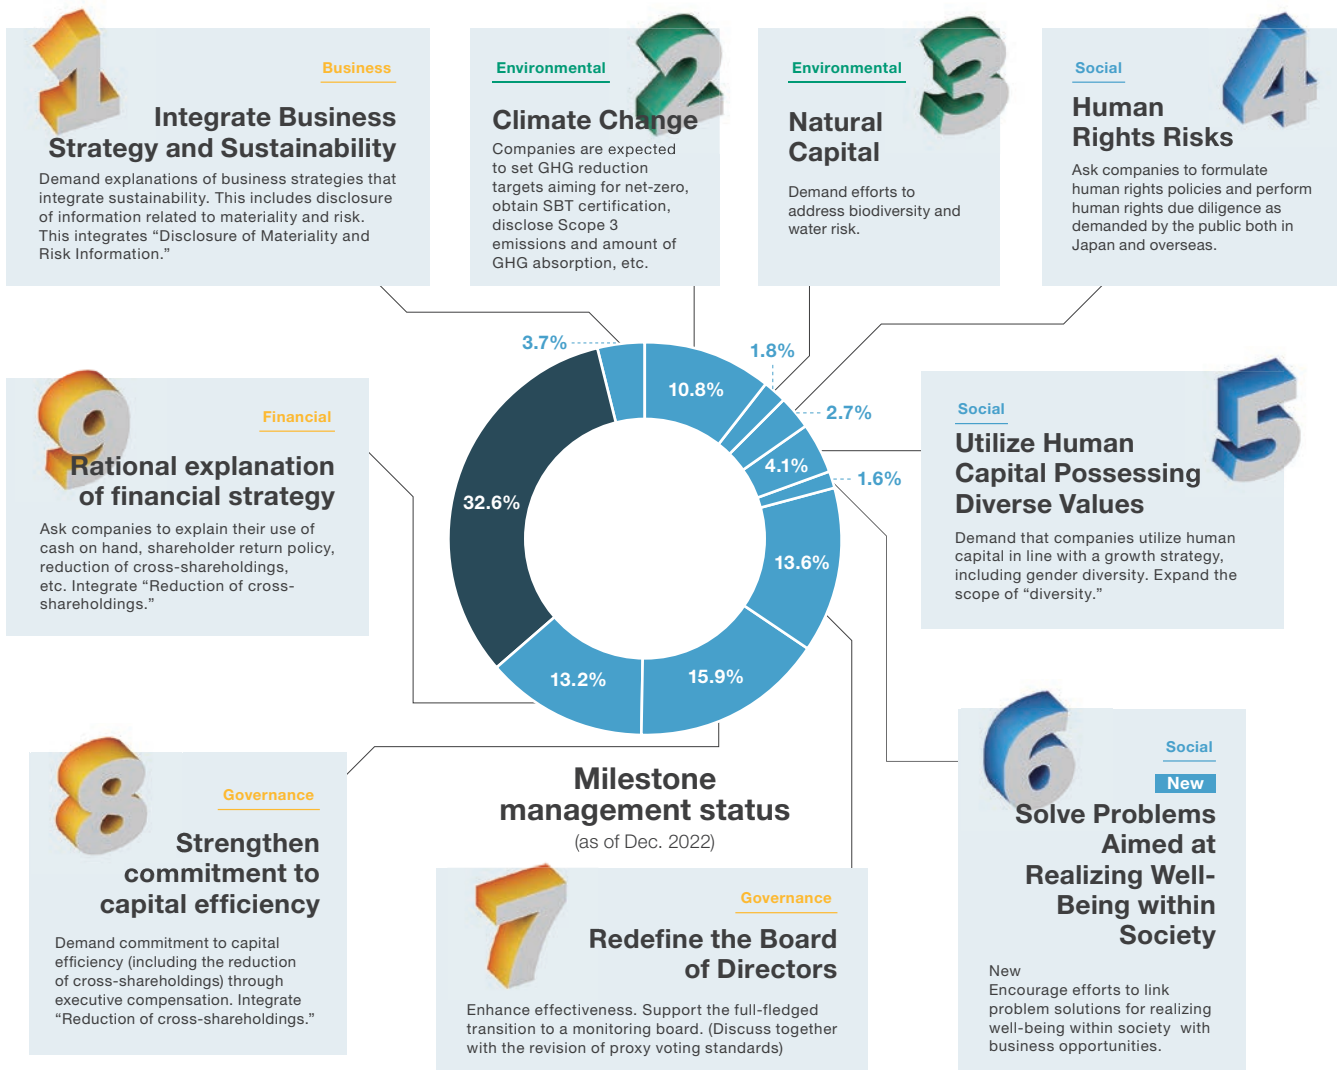 1
Business
Integrate Business
Strategy and Sustainability
Demand explanations of business strategies that
integrate sustainability. This includes disclosure
of information related to materiality and risk.
This integrates “Disclosure of Materiality and
Risk Information.”
2
Environmental
Climate Change
Companies are expected
to set GHG reduction
targets aiming for net-zero,
obtain SBT certification,
disclose Scope 3
emissions and amount of
GHG absorption, etc.
3
Environmental
Natural
Capital
Demand efforts to
address biodiversity and
water risk.
4
Social
Human
Rights Risks
Ask companies to formulate
human rights policies and perform
human rights due diligence as
demanded by the public both in
Japan and overseas.
3.7%
10.8%
1.8%
2.7%
4.1%
1.6%
13.6%
15.9%
13.2%
32.6%
5
Social
Utilize Human
Capital Possessing
Diverse Values
Demand that companies utilize human
capital in line with a growth strategy,
including gender diversity. Expand the
scope of “diversity.”
9
Financial
Rational explanation
of financial strategy
Ask companies to explain their use of
cash on hand, shareholder return policy,
reduction of cross-shareholdings,
etc. Integrate “Reduction of cross-
shareholdings.”
Milestone
management status
(as of Dec. 2022)
6
Social
New
Solve Problems
Aimed at
Realizing Well-
Being within
Society
New
Encourage efforts to link
problem solutions for realizing
well-being within society with
business opportunities.
8
Governance
Strengthen
commitment to
capital efficiency
Demand commitment to capital
efficiency (including the reduction
of cross-shareholdings) through
executive compensation. Integrate
“Reduction of cross-shareholdings.”
7
Governance
Redefine the Board
of Directors
Enhance effectiveness. Support the full-fledged
transition to a monitoring board. (Discuss together
with the revision of proxy voting standards)